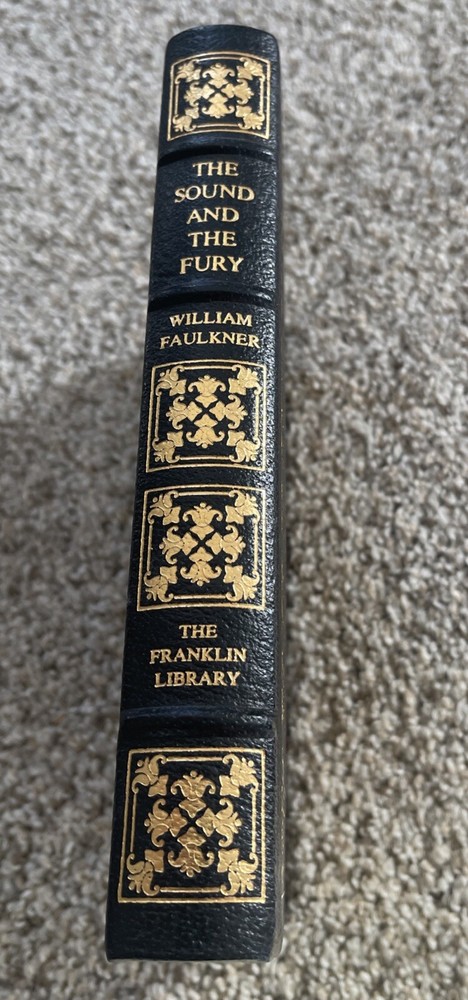 THE
SOUND
AND
THE
FURY
WILLIAM
FAULKNER
THE
FRANKLIN
LIBRARY